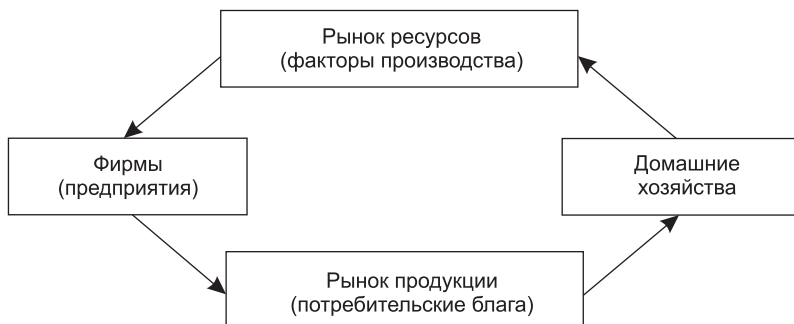 Рынок ресурсов
(факторы производства)
Фирмы
(предприятия)
Домашние
хозяйства
Рынок продукции
(потребительские блага)